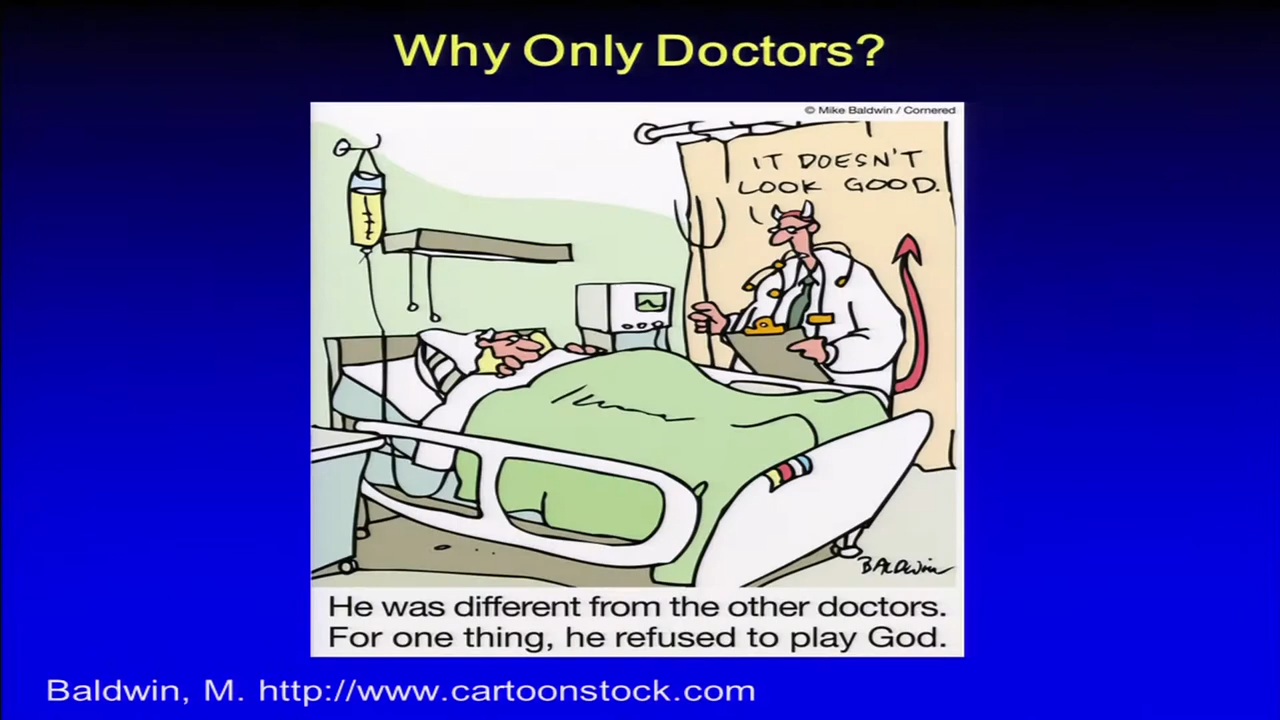 Why Only Doctors?
© Mike Baldwin / Cornered
IT DOESN'T
LOOK GOOD.
BALDWin
He was different from the other doctors.
For one thing, he refused to play God.
Baldwin, M. http://www.cartoonstock.com